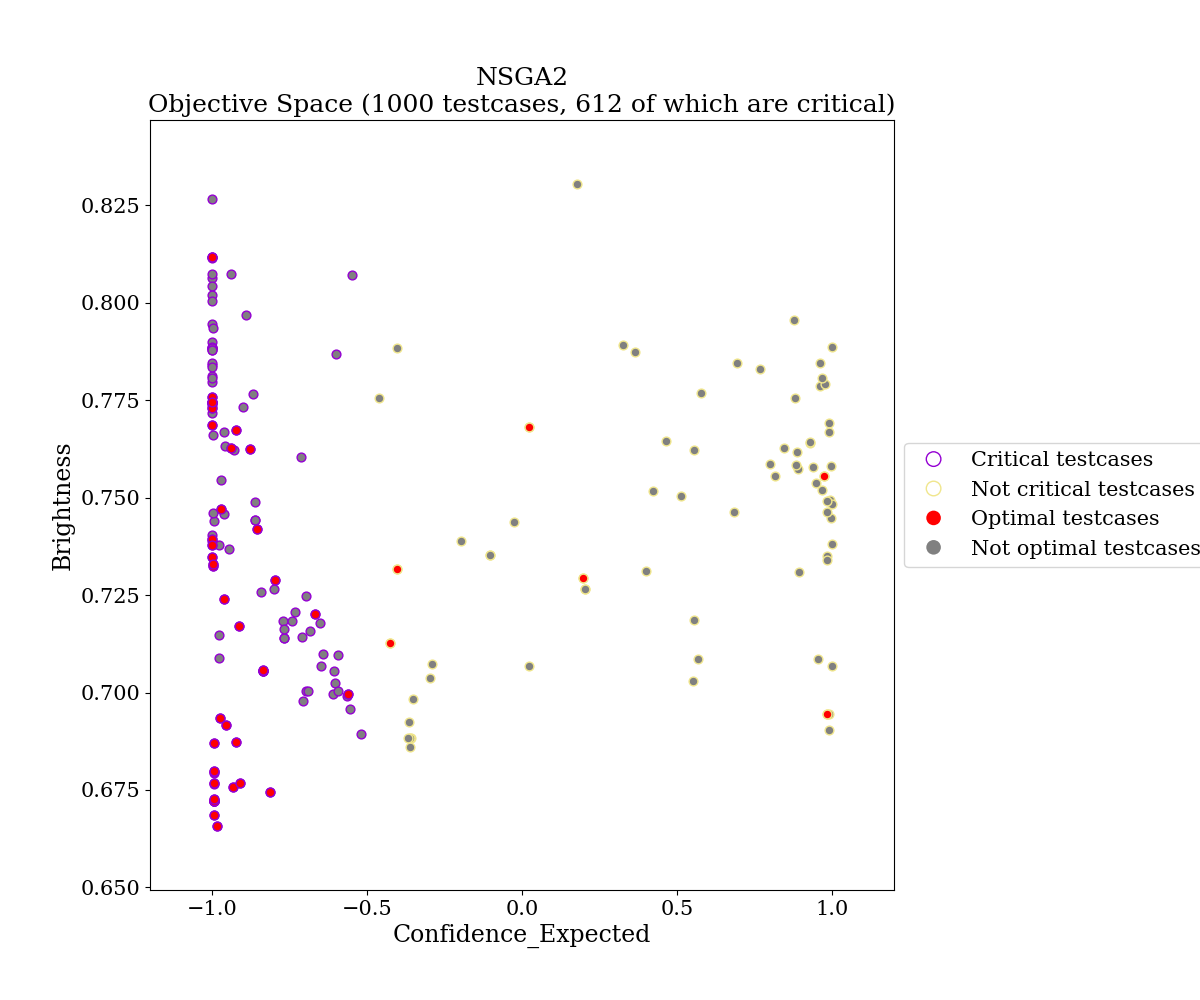 NSGA2
Objective Space (1000 testcases, 612 of which are critical)
0.825
0.800
0.775
0.750
0.725
0.700
0.675
0.650
Brightness
−1.0
−0.5
0.0
0.5
1.0
Confidence_Expected
Critical testcases
Not critical testcases
Optimal testcases
Not optimal testcases